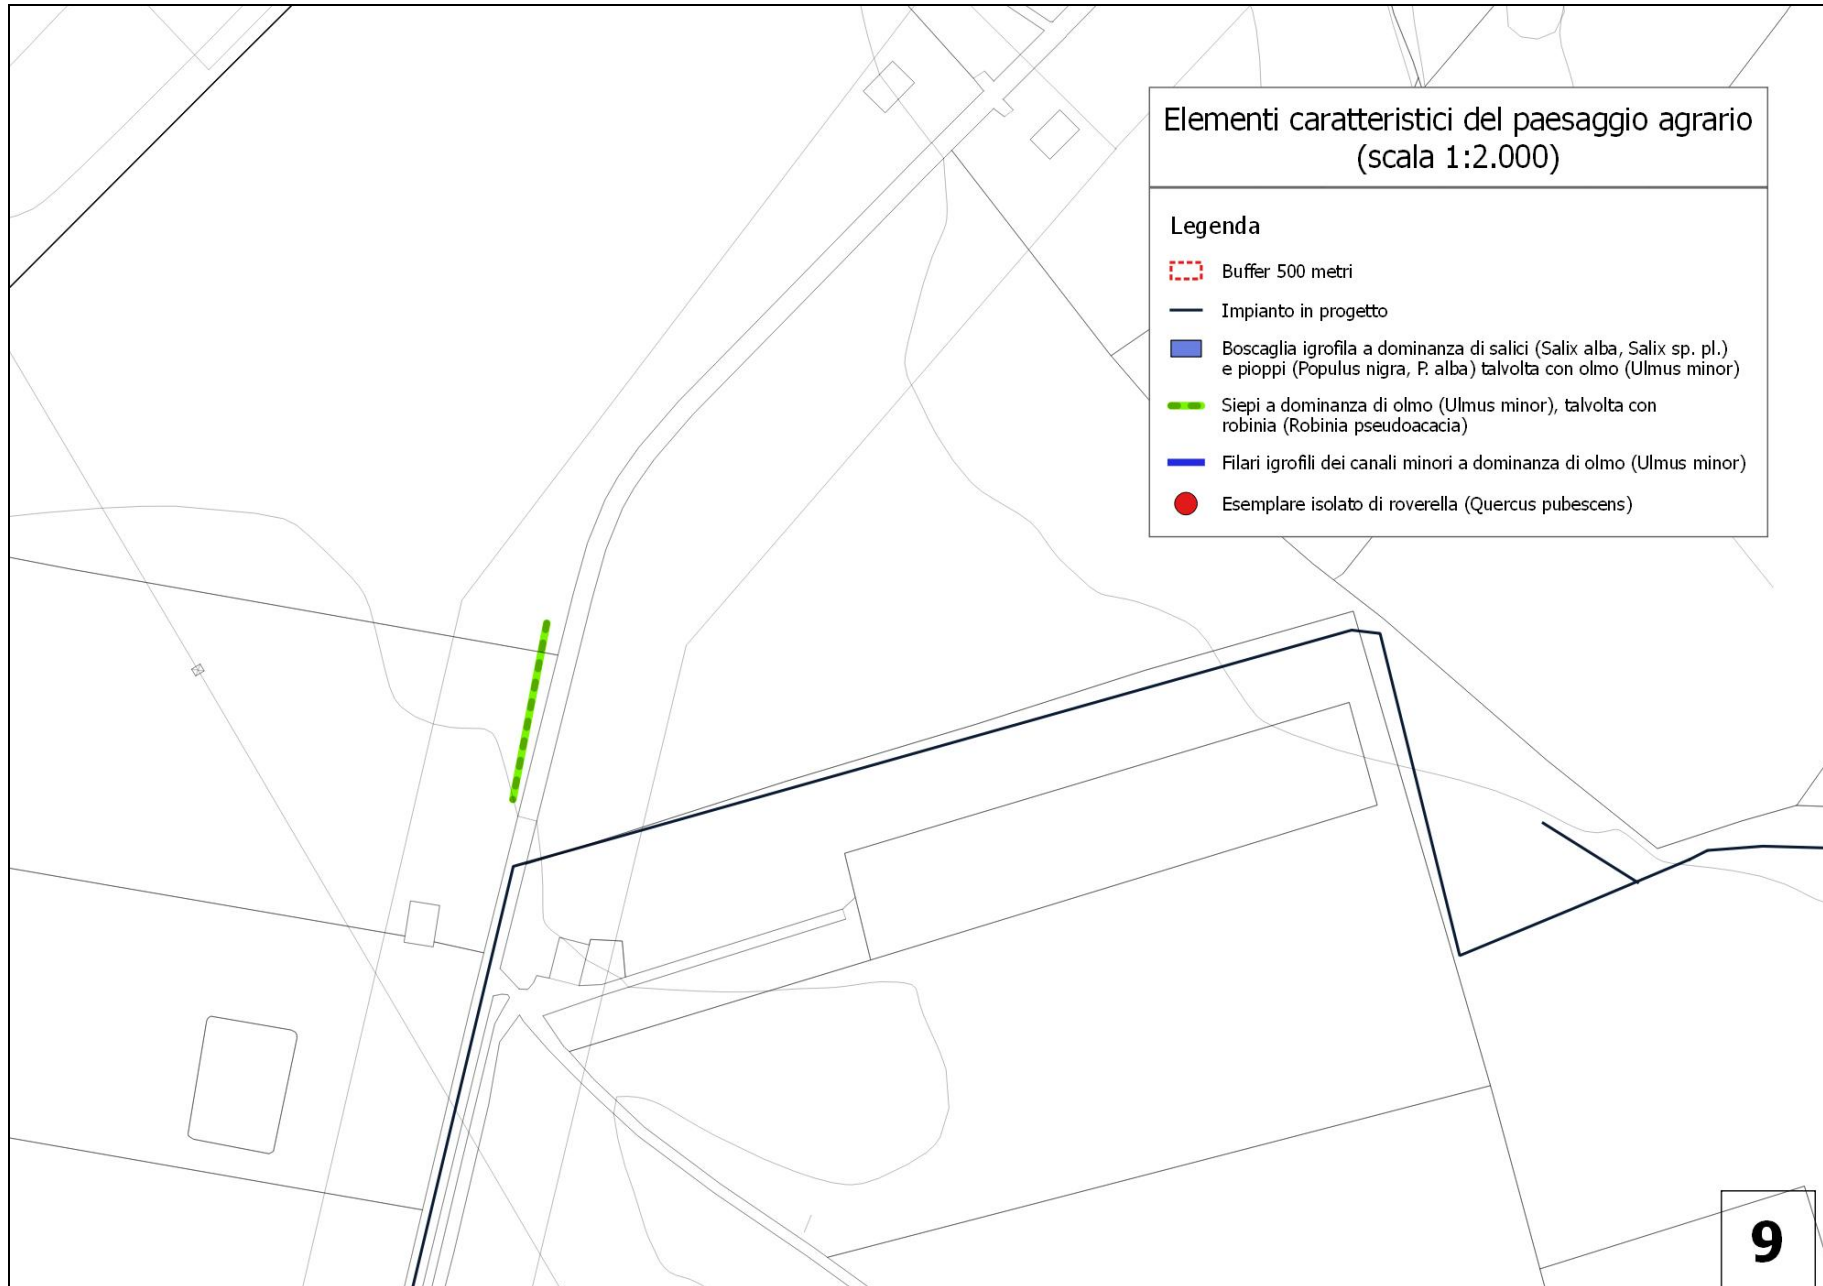 Elementi caratteristici del paesaggio agrario
(scala 1:2.000)
Legenda
Buffer 500 metri
Impianto in progetto
Boscaglia igrofila a dominanza di salici (Salix alba, Salix sp. pl.)
e pioppi (Populus nigra, P. alba) talvolta con olmo (Ulmus minor)
Siepi a dominanza di olmo (Ulmus minor), talvolta con
robinia (Robinia pseudoacacia)
Filari igrofili dei canali minori a dominanza di olmo (Ulmus minor)
Esemplare isolato di roverella (Quercus pubescens)
9